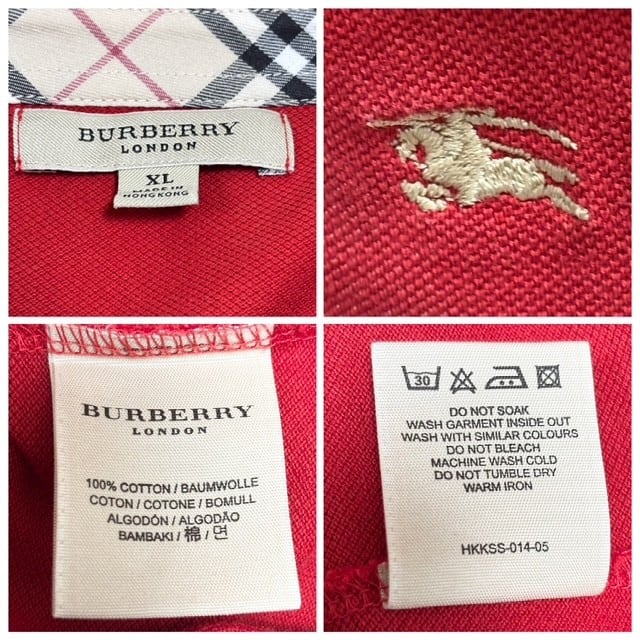 BURBERRY
LONDON
XL
MADE IN
HONGKONG
BURBERRY
LONDON
100% COTTON / BAUMWOLLE
COTON / COTONE / BOMULL
ALGODÓN / ALGODÃO
BAMBAKI / 棉 / 면
30
DO NOT SOAK
WASH GARMENT INSIDE OUT
WASH WITH SIMILAR COLOURS
DO NOT BLEACH
MACHINE WASH COLD
DO NOT TUMBLE DRY
WARM IRON
HKKSS-014-05